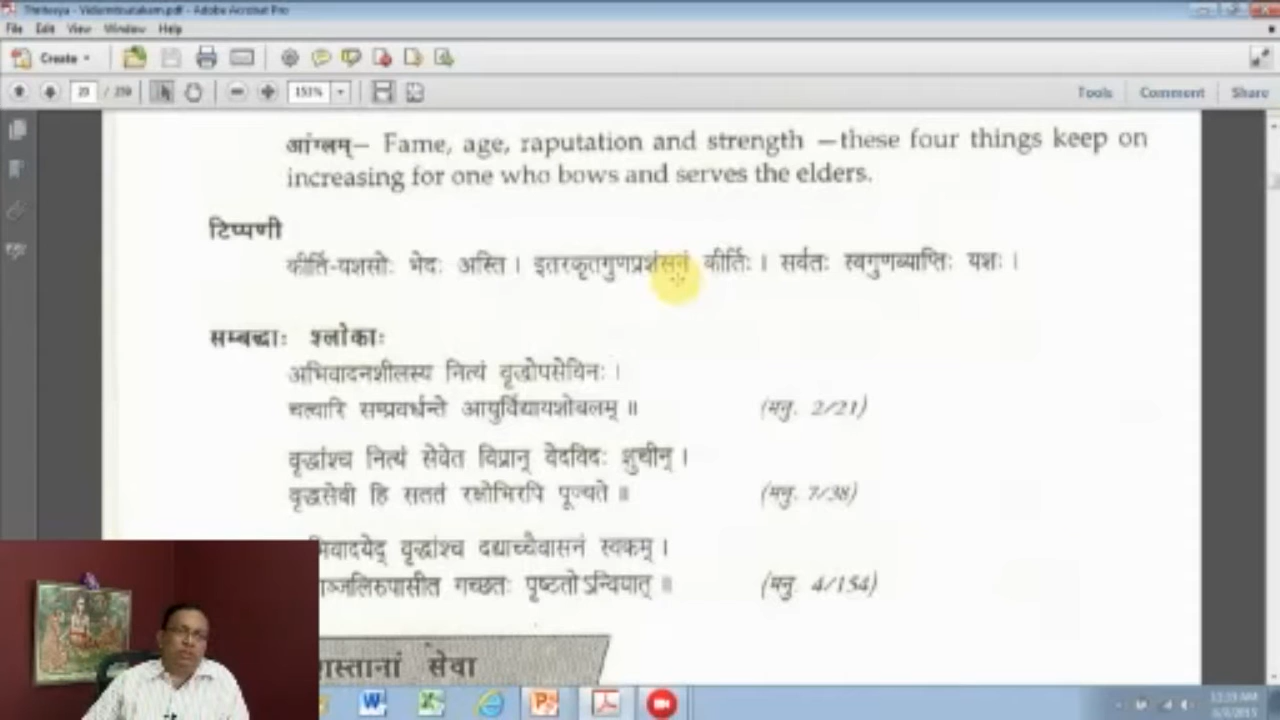 File Edit View Window Help
Create
/ 151%
Tools Comment Share
आंग्लम्– Fame, age, raputation and strength —these four things keep on
increasing for one who bows and serves the elders.
टिप्पणी
कीर्ति-यशसोः भेदः अस्ति । इतरकृतगुणप्रशंसनं कीर्तिः । सर्वतः स्वगुणव्याप्तिः यशः ।
सम्बद्धाः श्लोकाः
अभिवादनशीलस्य नित्यं वृद्धोपसेविनः ।
चत्वारि सम्प्रवर्धन्ते आयुर्विद्यायशोबलम् ॥ (मनु. 2/21)
वृद्धांश्च नित्यं सेवेत विप्रान् वेदविदः शुचीन् ।
वृद्धसेवी हि सततं रक्षोभिरपि पूज्यते ॥ (मनु. 7/38)
भिवादयेद् वृद्धांश्च दद्याच्चैवासनं स्वकम् ।
ञ्जलिरुपासीत गच्छतः पृष्ठतोऽन्वियात् ॥ (मनु. 4/154)
स्तानां सेवा